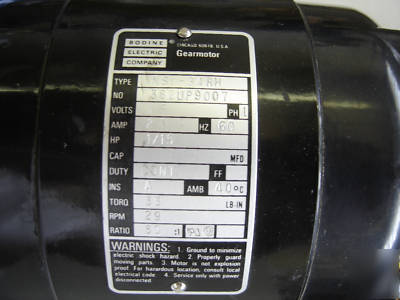 BODINE
ELECTRIC
COMPANY
CHICAGO 60618, U.S.A.
Gearmotor
TYPE
NO
VOLTS PH 1
AMP HZ 60
HP 1/15
CAP MFD
DUTY CONT FF
INS A AMB 40°C
TORQ 33 LB-IN
RPM 29
RATIO :1
WARNINGS: 1. Ground to minimize
electric shock hazard. 2. Properly guard
moving parts. 3. Motor is not explosion
proof. For hazardous location, consult local
electrical code. 4. Service only with power
disconnected